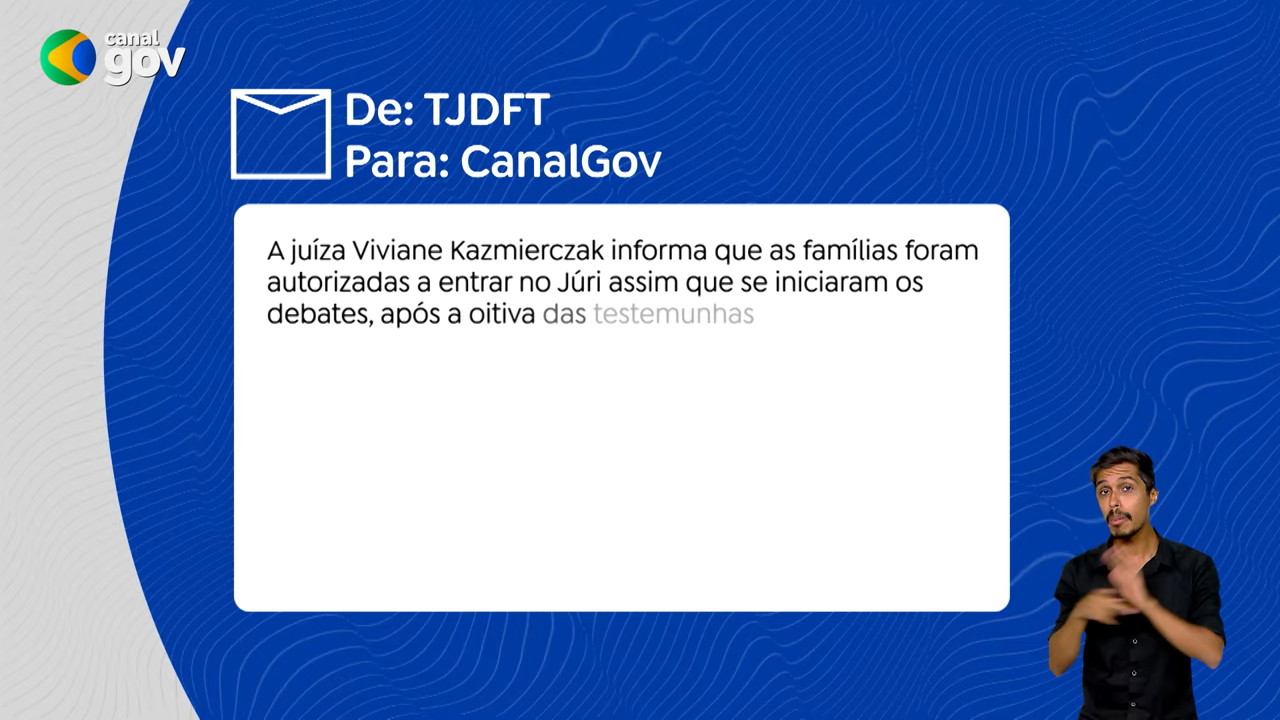 canal
gov
De: TJDFT
Para: CanalGov
A juíza Viviane Kazmierczak informa que as famílias foram
autorizadas a entrar no Júri assim que se iniciaram os
debates, após a oitiva das testemunhas